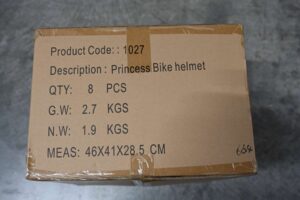 Product Code: : 1027
Description : Princess Bike helmet
QTY: 8 PCS
G.W: 2.7 KGS
N.W: 1.9 KGS
MEAS: 46X41X28.5 CM